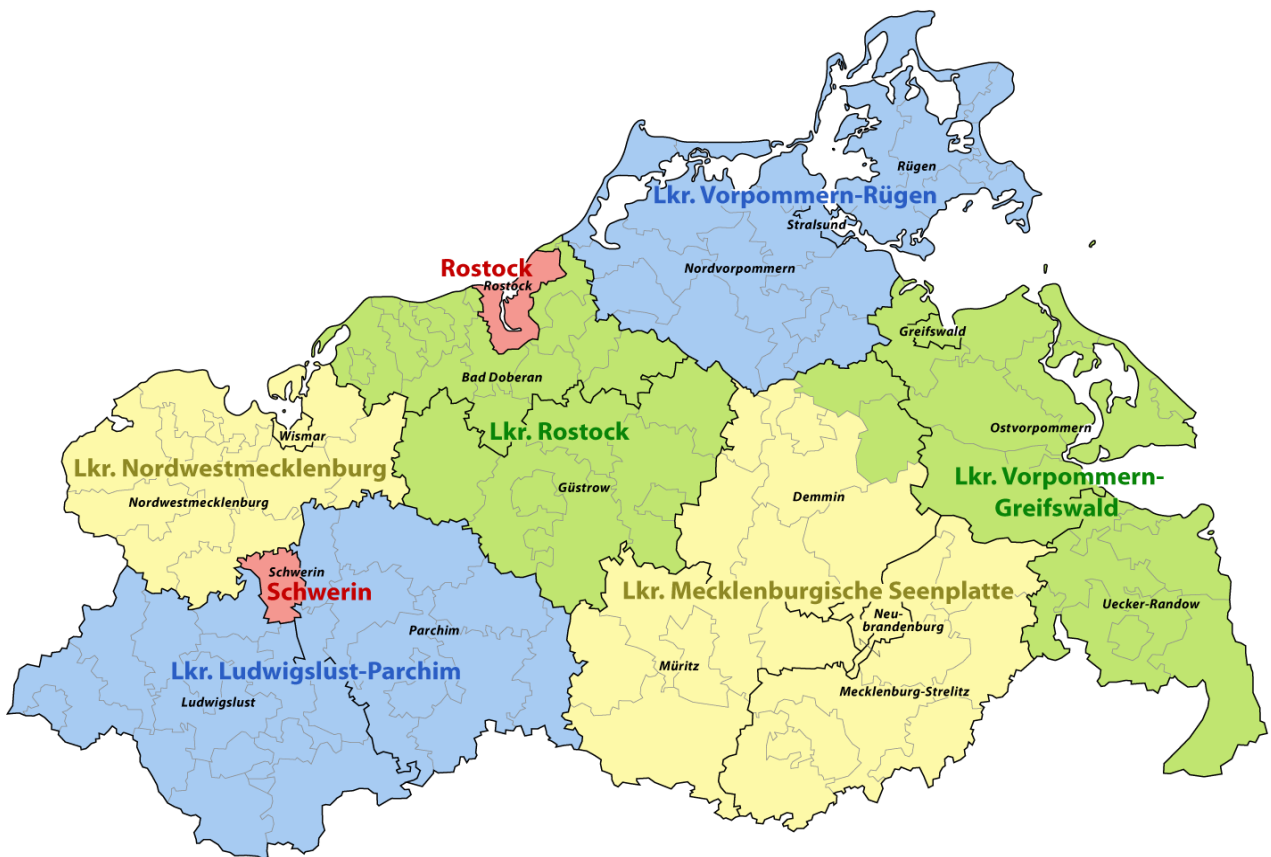 Rügen
Lkr. Vorpommern-Rügen
Stralsund
Nordvorpommern
Rostock
Rostock
Greifswald
Bad Doberan
Ostvorpommern
Lkr. Rostock
Wismar
Lkr. Nordwestmecklenburg
Lkr. Vorpommern-
Greifswald
Güstrow
Demmin
Nordwestmecklenburg
Schwerin
Schwerin
Lkr. Mecklenburgische Seenplatte
Uecker-Randow
Neu-
brandenburg
Parchim
Müritz
Lkr. Ludwigslust-Parchim
Mecklenburg-Strelitz
Ludwigslust